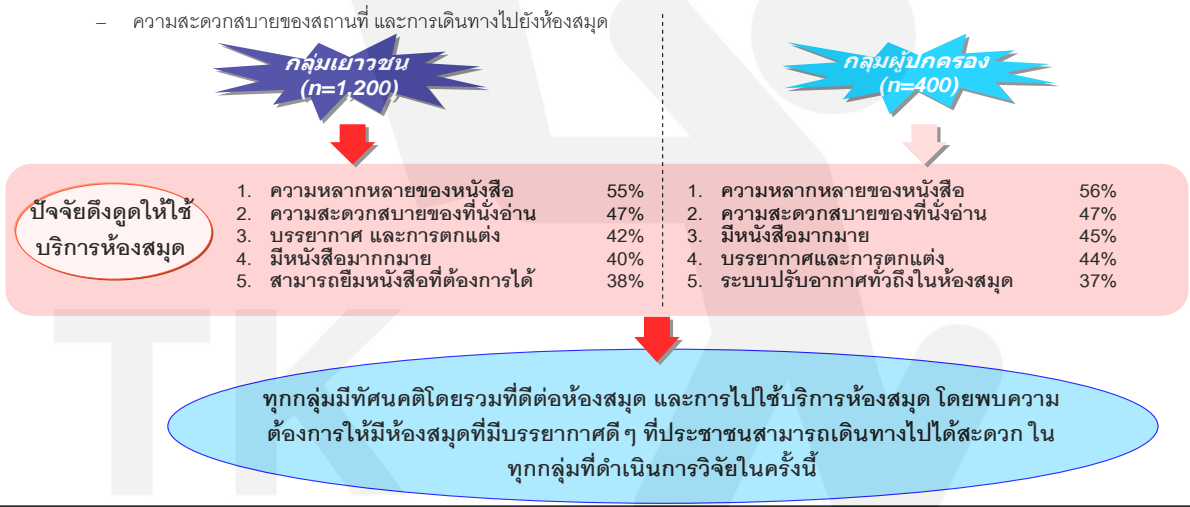 – ความสะดวกสบายของสถานที่ และการเดินทางไปยังห้องสมุด
กลุ่มเยาวชน
(n=1,200)
กลุ่มผู้ปกครอง
(n=400)
ปัจจัยดึงดูดให้ใช้
บริการห้องสมุด
1. ความหลากหลายของหนังสือ 55%
2. ความสะดวกสบายของที่นั่งอ่าน 47%
3. บรรยากาศ และการตกแต่ง 42%
4. มีหนังสือมากกมาย 40%
5. สามารถยืมหนังสือที่ต้องการได้ 38%
1. ความหลากหลายของหนังสือ 56%
2. ความสะดวกสบายของที่นั่งอ่าน 47%
3. มีหนังสือมากมาย 45%
4. บรรยากาศและการตกแต่ง 44%
5. ระบบปรับอากาศทั่วถึงในห้องสมุด 37%
ทุกกลุ่มมีทัศนคติโดยรวมที่ดีต่อห้องสมุด และการไปใช้บริการห้องสมุด โดยพบความ
ต้องการให้มีห้องสมุดที่มีบรรยากาศดี ๆ ที่ประชาชนสามารถเดินทางไปได้สะดวก ใน
ทุกกลุ่มที่ดำเนินการวิจัยในครั้งนี้
TK